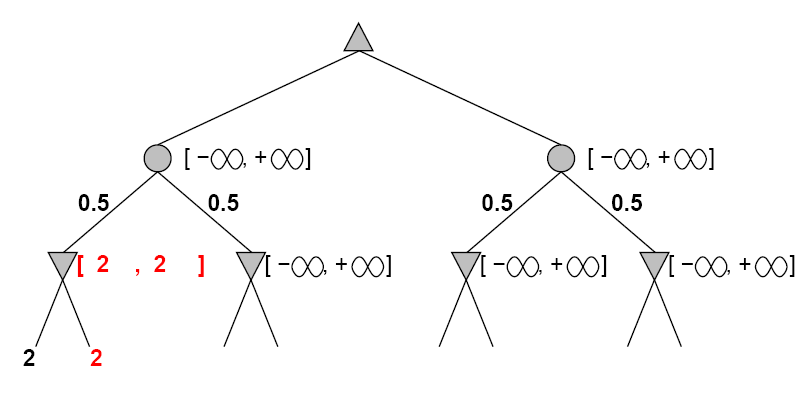 [ −∞, +∞] [ −∞, +∞]
0.5 0.5 0.5 0.5
[ 2 , 2 ] [ −∞, +∞] [ −∞, +∞] [ −∞, +∞]
2 2